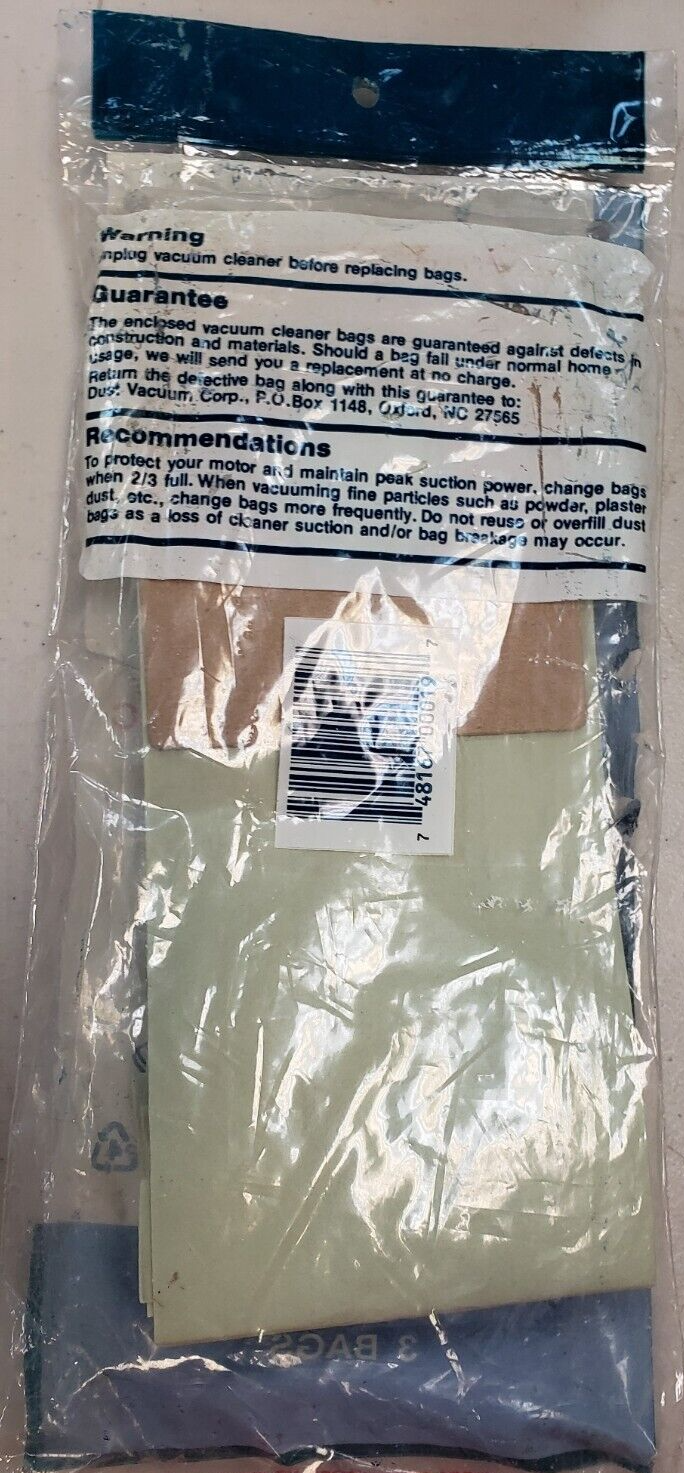 Warning
nplug vacuum cleaner before replacing bags.
Guarantee
The enclosed vacuum cleaner bags are guaranteed against defects in
construction and materials. Should a bag fail under normal home
usage, we will send you a replacement at no charge.
Return the defective bag along with this guarantee to:
Dust Vacuum Corp., P.O.Box 1148, Oxford, NC 27565
Recommendations
To protect your motor and maintain peak suction power, change bags
when 2/3 full. When vacuuming fine particles such as powder, plaster
dust, etc., change bags more frequently. Do not reuse or overfill dust
bags as a loss of cleaner suction and/or bag breakage may occur.
7 48167 00019 7
3 BAGS